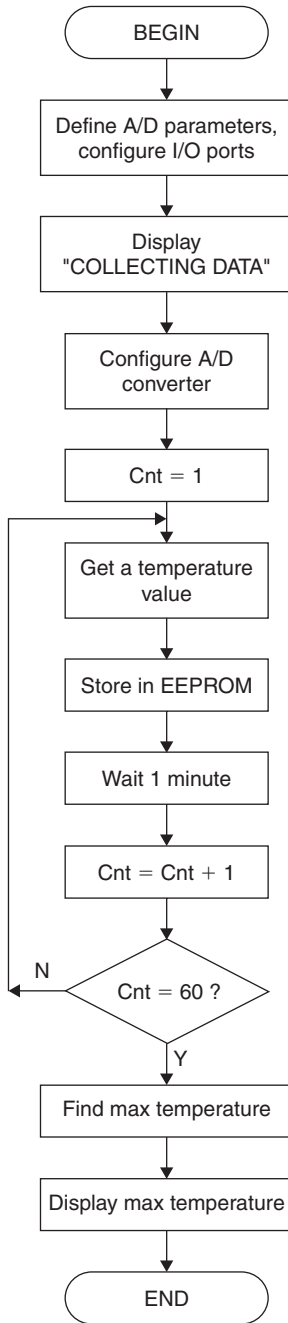 BEGIN
Define A/D parameters,
configure I/O ports
Display
"COLLECTING DATA"
Configure A/D
converter
Cnt = 1
Get a temperature
value
Store in EEPROM
Wait 1 minute
Cnt = Cnt + 1
N
Cnt = 60 ?
Y
Find max temperature
Display max temperature
END